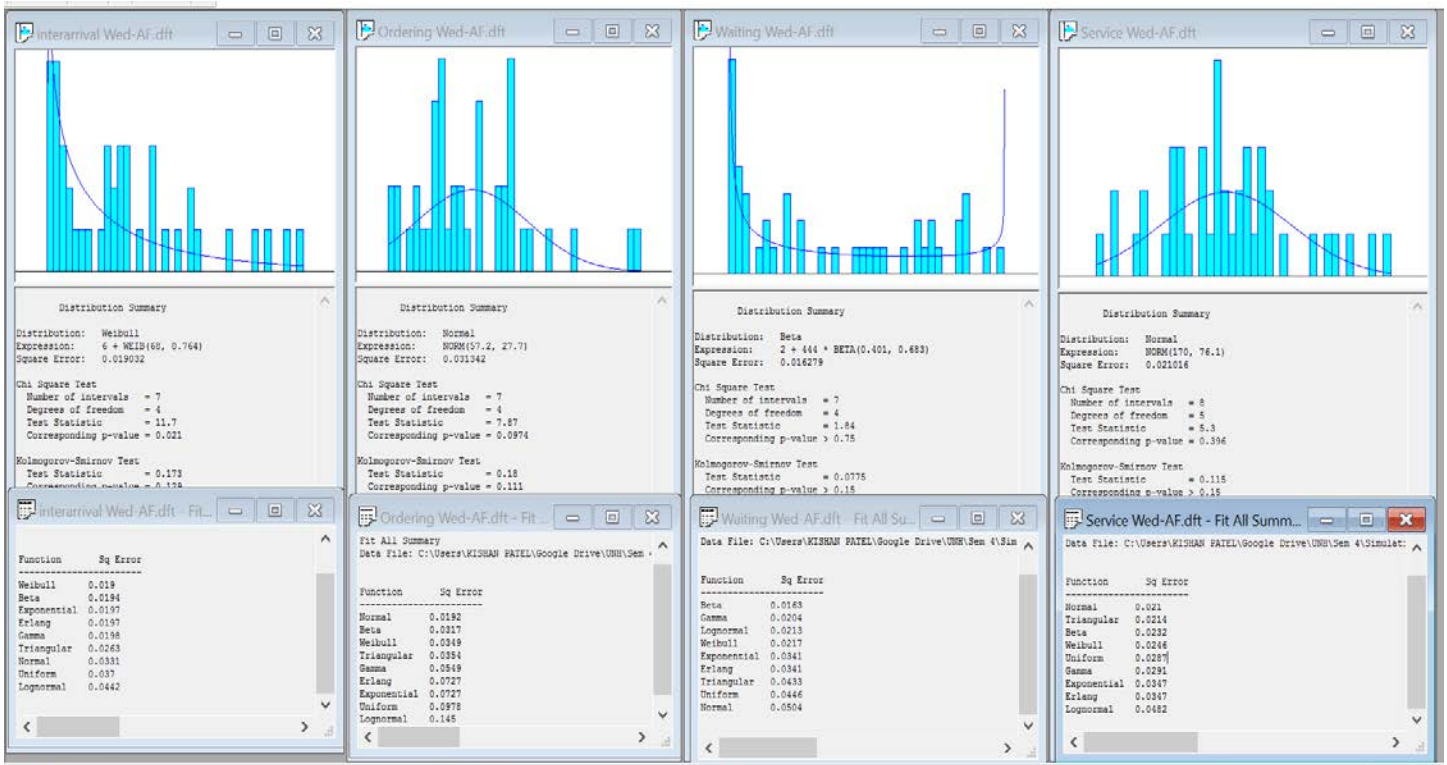 interarrival Wed-AF.dft
Distribution Summary
Distribution: Weibull
Expression: 6 + WEIB(68, 0.764)
Square Error: 0.019032
Chi Square Test
Number of intervals = 7
Degrees of freedom = 4
Test Statistic = 11.7
Corresponding p-value = 0.021
Kolmogorov-Smirnov Test
Test Statistic = 0.173
Corresponding p-value = 0.129
interarrival Wed-AF.dft - Fit...
Function Sq Error
-----------------------
Weibull 0.019
Beta 0.0194
Exponential 0.0197
Erlang 0.0197
Gamma 0.0198
Triangular 0.0263
Normal 0.0331
Uniform 0.037
Lognormal 0.0442
Ordering Wed-AF.dft
Distribution Summary
Distribution: Normal
Expression: NORM(57.2, 27.7)
Square Error: 0.031342
Chi Square Test
Number of intervals = 7
Degrees of freedom = 4
Test Statistic = 7.87
Corresponding p-value = 0.0974
Kolmogorov-Smirnov Test
Test Statistic = 0.18
Corresponding p-value = 0.111
Ordering Wed-AF.dft - Fit ...
Fit All Summary
Data File: C:\Users\KISHAN PATEL\Google Drive\UNH\Sem
Function Sq Error
-----------------------
Normal 0.0192
Beta 0.0317
Weibull 0.0349
Triangular 0.0354
Gamma 0.0549
Erlang 0.0727
Exponential 0.0727
Uniform 0.0978
Lognormal 0.145
Waiting Wed-AF.dft
Distribution Summary
Distribution: Beta
Expression: 2 + 444 * BETA(0.401, 0.683)
Square Error: 0.016279
Chi Square Test
Number of intervals = 7
Degrees of freedom = 4
Test Statistic = 1.84
Corresponding p-value > 0.75
Kolmogorov-Smirnov Test
Test Statistic = 0.0775
Corresponding p-value > 0.15
Waiting Wed-AF.dft - Fit All Su...
Data File: C:\Users\KISHAN PATEL\Google Drive\UNH\Sem 4\Sim
Function Sq Error
-----------------------
Beta 0.0163
Gamma 0.0204
Lognormal 0.0213
Weibull 0.0217
Exponential 0.0341
Erlang 0.0341
Triangular 0.0433
Uniform 0.0446
Normal 0.0504
Service Wed-AF.dft
Distribution Summary
Distribution: Normal
Expression: NORM(170, 76.1)
Square Error: 0.021016
Chi Square Test
Number of intervals = 8
Degrees of freedom = 5
Test Statistic = 5.3
Corresponding p-value = 0.396
Kolmogorov-Smirnov Test
Test Statistic = 0.115
Corresponding p-value > 0.15
Service Wed-AF.dft - Fit All Summ...
Data File: C:\Users\KISHAN PATEL\Google Drive\UNH\Sem 4\Simulat:
Function Sq Error
-----------------------
Normal 0.021
Triangular 0.0214
Beta 0.0232
Weibull 0.0246
Uniform 0.0287
Gamma 0.0291
Exponential 0.0347
Erlang 0.0347
Lognormal 0.0482